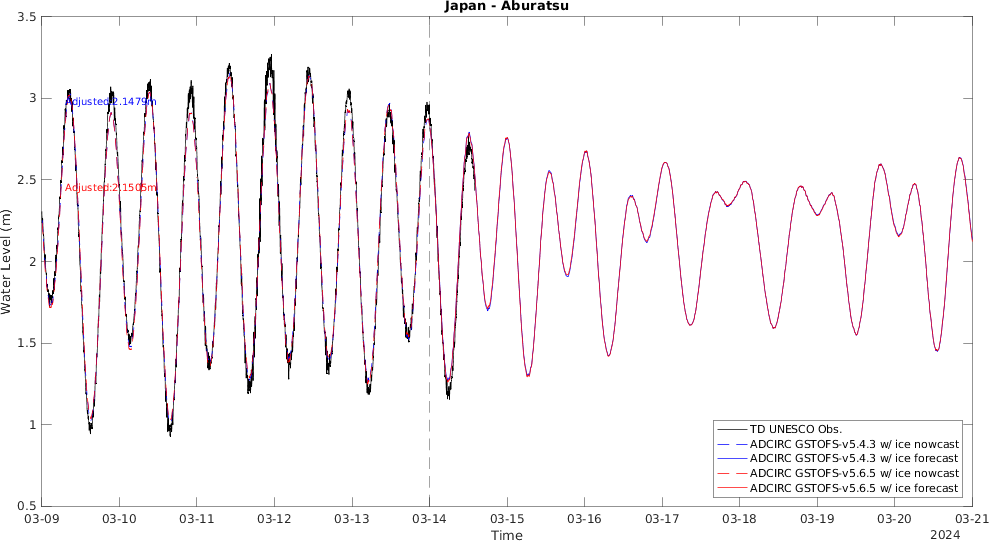 Japan - Aburatsu
3.5
3
2.5
2
1.5
1
0.5
Water Level (m)
Adjusted:2.1479m
Adjusted:2.1505m
TD UNESCO Obs.
ADCIRC GSTOFS-v5.4.3 w/ ice nowcast
ADCIRC GSTOFS-v5.4.3 w/ ice forecast
ADCIRC GSTOFS-v5.6.5 w/ ice nowcast
ADCIRC GSTOFS-v5.6.5 w/ ice forecast
03-09 03-10 03-11 03-12 03-13 03-14 03-15 03-16 03-17 03-18 03-19 03-20 03-21
Time
2024